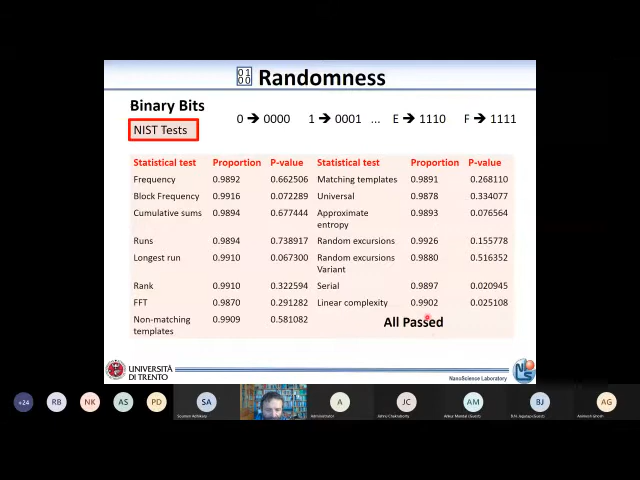 01
00
Randomness
Binary Bits
NIST Tests
0 → 0000 1 → 0001 ... E → 1110 F → 1111
Statistical test Proportion P-value Statistical test Proportion P-value
Frequency 0.9892 0.662506 Matching templates 0.9891 0.268110
Block Frequency 0.9916 0.072289 Universal 0.9878 0.334077
Cumulative sums 0.9894 0.677444 Approximate entropy 0.9893 0.076564
Runs 0.9894 0.738917 Random excursions 0.9926 0.155778
Longest run 0.9910 0.067300 Random excursions Variant 0.9880 0.516352
Rank 0.9910 0.322594 Serial 0.9897 0.020945
FFT 0.9870 0.291282 Linear complexity 0.9902 0.025108
Non-matching templates 0.9909 0.581082
All Passed
UNIVERSITÀ
DI TRENTO
NanoScience Laboratory
+24 RB NK AS PD SA A JC AM BJ AG
Administrator